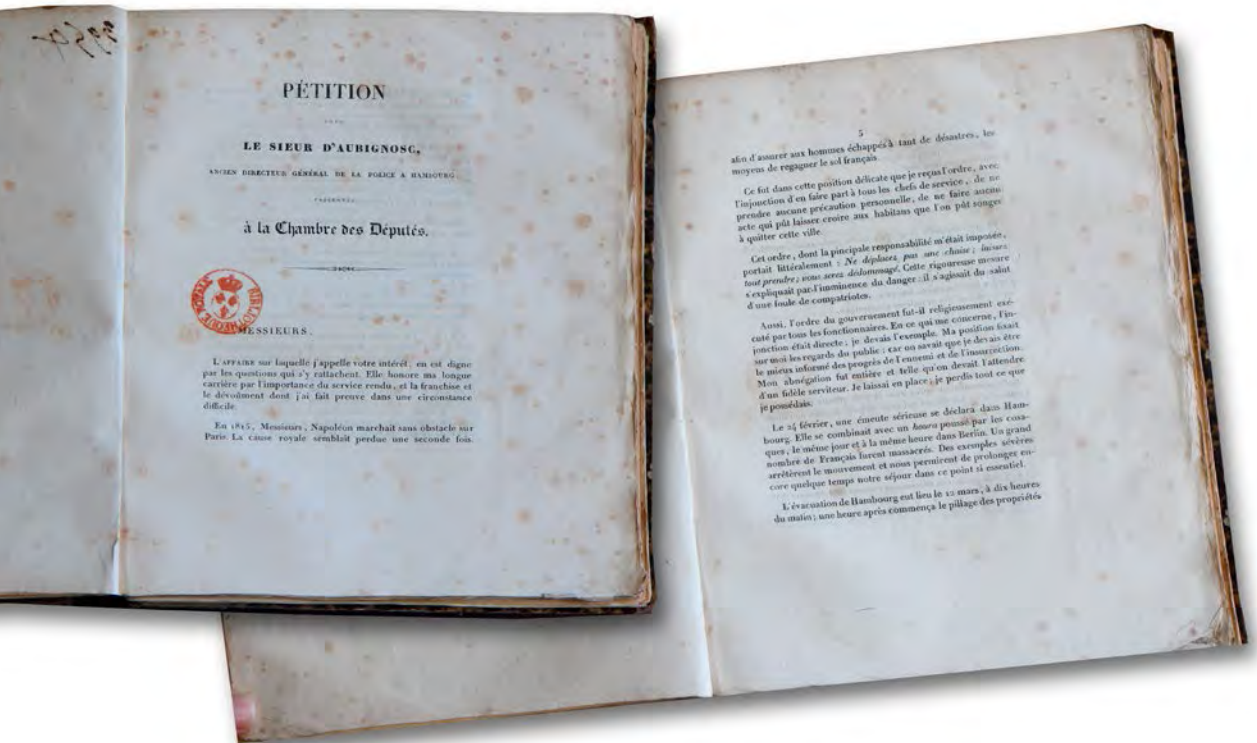 PÉTITION
LE SIEUR D'AUBIGNOSC,
ANCIEN DIRECTEUR GÉNÉRAL DE LA POLICE A HAMBOURG
à la Chambre des Députés.
BIBLIOTHÈQUE ROYALE
MESSIEURS,
L'AFFAIRE sur laquelle j'appelle votre intérêt, en est digne
par les questions qui s'y rattachent. Elle honore ma longue
carrière par l'importance du service rendu, et la franchise et
le dévoûment dont j'ai fait preuve dans une circonstance
difficile.
En 1815, Messieurs, Napoléon marchait sans obstacle sur
Paris. La cause royale semblait perdue une seconde fois.
5
afin d'assurer aux hommes échappés à tant de désastres, les
moyens de regagner le sol français.
Ce fut dans cette position délicate que je reçus l'ordre, avec
l'injonction d'en faire part à tous les chefs de service, de ne
prendre aucune précaution personnelle, de ne faire aucun
acte qui pût laisser croire aux habitans que l'on pût songer
à quitter cette ville.
Cet ordre, dont la pincipale responsabilité m'était imposée,
portait littéralement : Ne déplacez pas une chaise; laissez
tout prendre; vous serez dédommagé. Cette rigoureuse mesure
s'expliquait par l'imminence du danger : il s'agissait du salut
d'une foule de compatriotes.
Aussi, l'ordre du gouvernement fut-il religieusement exé-
cuté par tous les fonctionnaires. En ce qui me concerne, l'in-
jonction était directe; je devais l'exemple. Ma position fixait
sur moi les regards du public; car on savait que je devais être
le mieux informé des progrès de l'ennemi et de l'insurrection.
Mon abnégation fut entière et telle qu'on devait l'attendre
d'un fidèle serviteur. Je laissai en place; je perdis tout ce que
je possédais.
Le 24 février, une émeute sérieuse se déclara dans Ham-
bourg. Elle se combinait avec un houra poussé par les cosa-
ques, le même jour et à la même heure dans Berlin. Un grand
nombre de Français furent massacrés. Des exemples sévères
arrêtèrent le mouvement et nous permirent de prolonger en-
core quelque temps notre séjour dans ce point si essentiel.
L'évacuation de Hambourg eut lieu le 12 mars, à dix heures
du matin; une heure après commença le pillage des propriétés